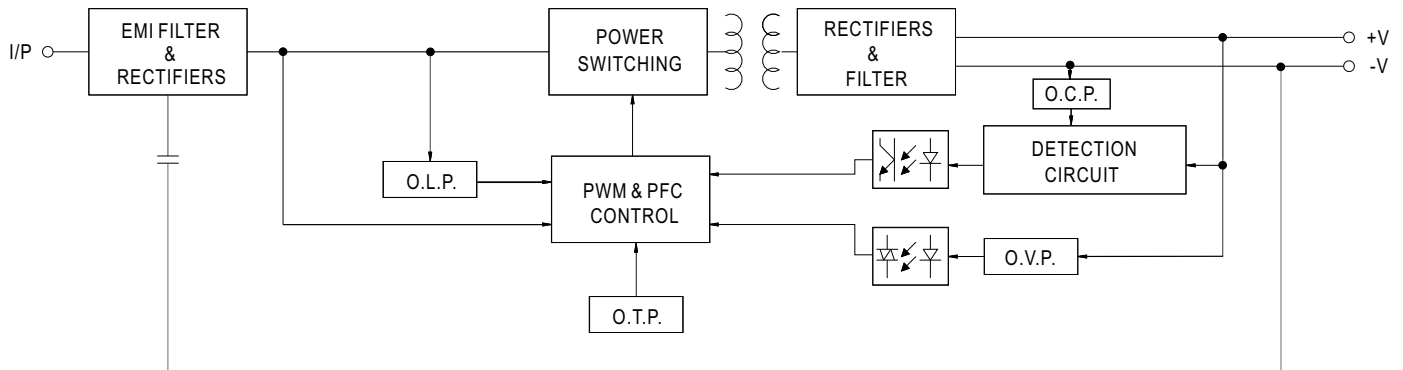 I/P
EMI FILTER
&
RECTIFIERS
POWER
SWITCHING
RECTIFIERS
&
FILTER
+V
-V
O.C.P.
DETECTION
CIRCUIT
O.L.P.
PWM & PFC
CONTROL
O.V.P.
O.T.P.